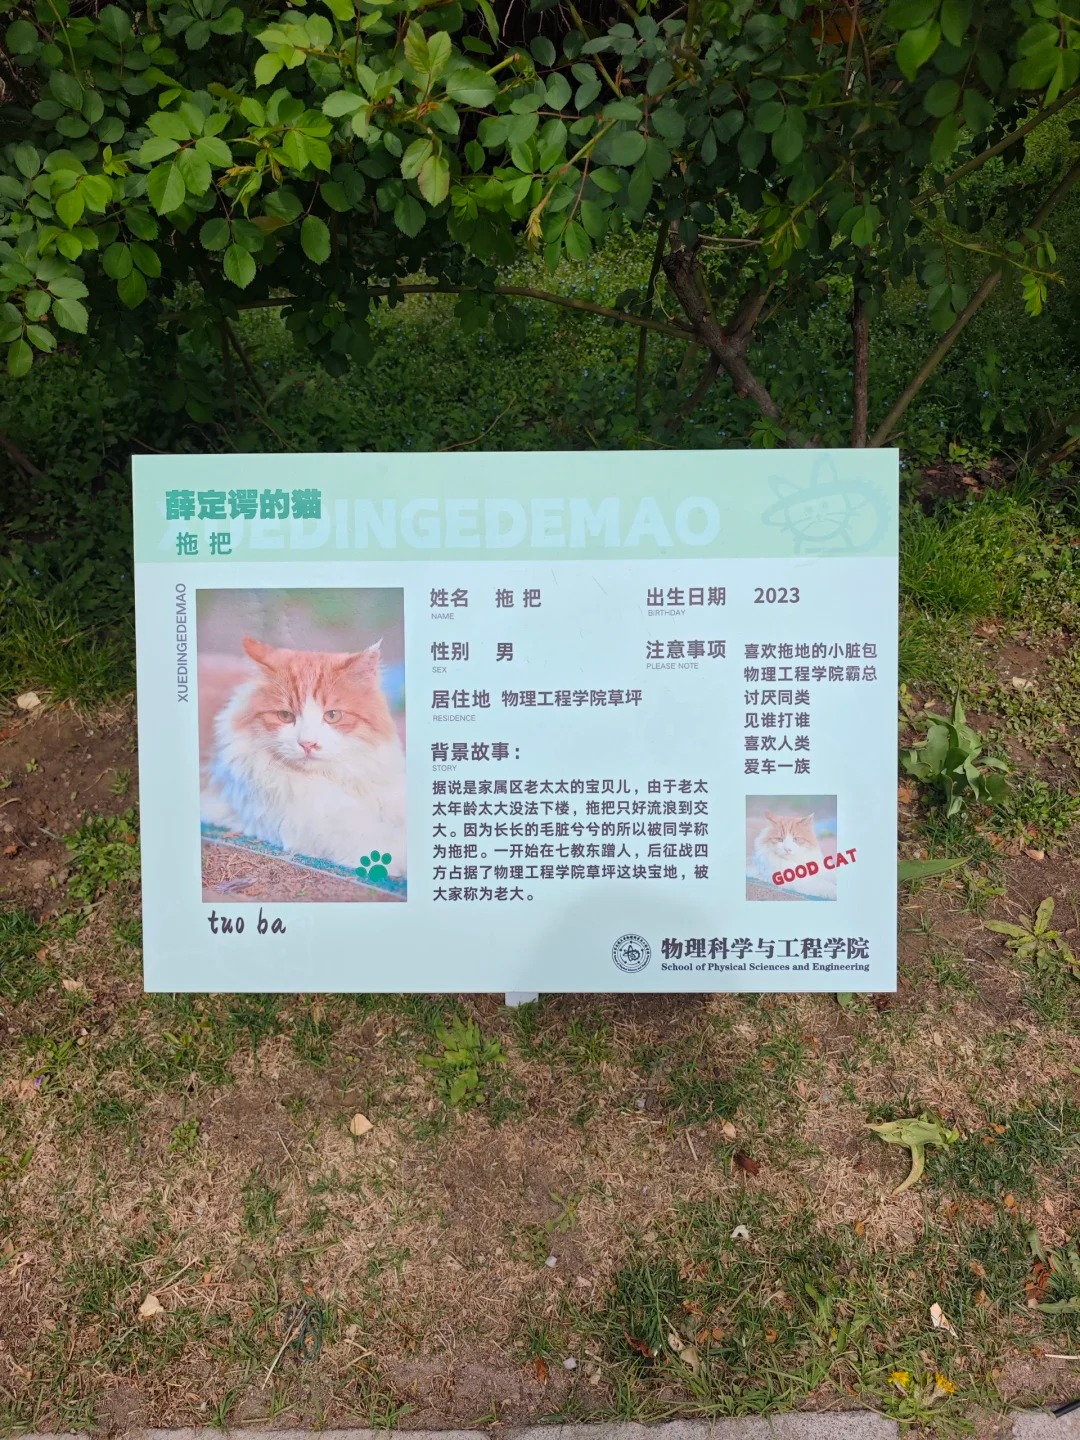 薛定谔的猫
XUEDINGEDEMAO
拖 把
XUEDINGEDEMAO
tuo ba
姓名 拖 把
NAME
出生日期 2023
BIRTHDAY
性别 男
SEX
注意事项
PLEASE NOTE
喜欢拖地的小脏包
物理工程学院霸总
讨厌同类
见谁打谁
喜欢人类
爱车一族
居住地 物理工程学院草坪
RESIDENCE
背景故事：
STORY
据说是家属区老太太的宝贝儿，由于老太
太年龄太大没法下楼，拖把只好流浪到交
大。因为长长的毛脏兮兮的所以被同学称
为拖把。一开始在七教东蹭人，后征战四
方占据了物理工程学院草坪这块宝地，被
大家称为老大。
GOOD CAT
物理科学与工程学院
School of Physical Sciences and Engineering